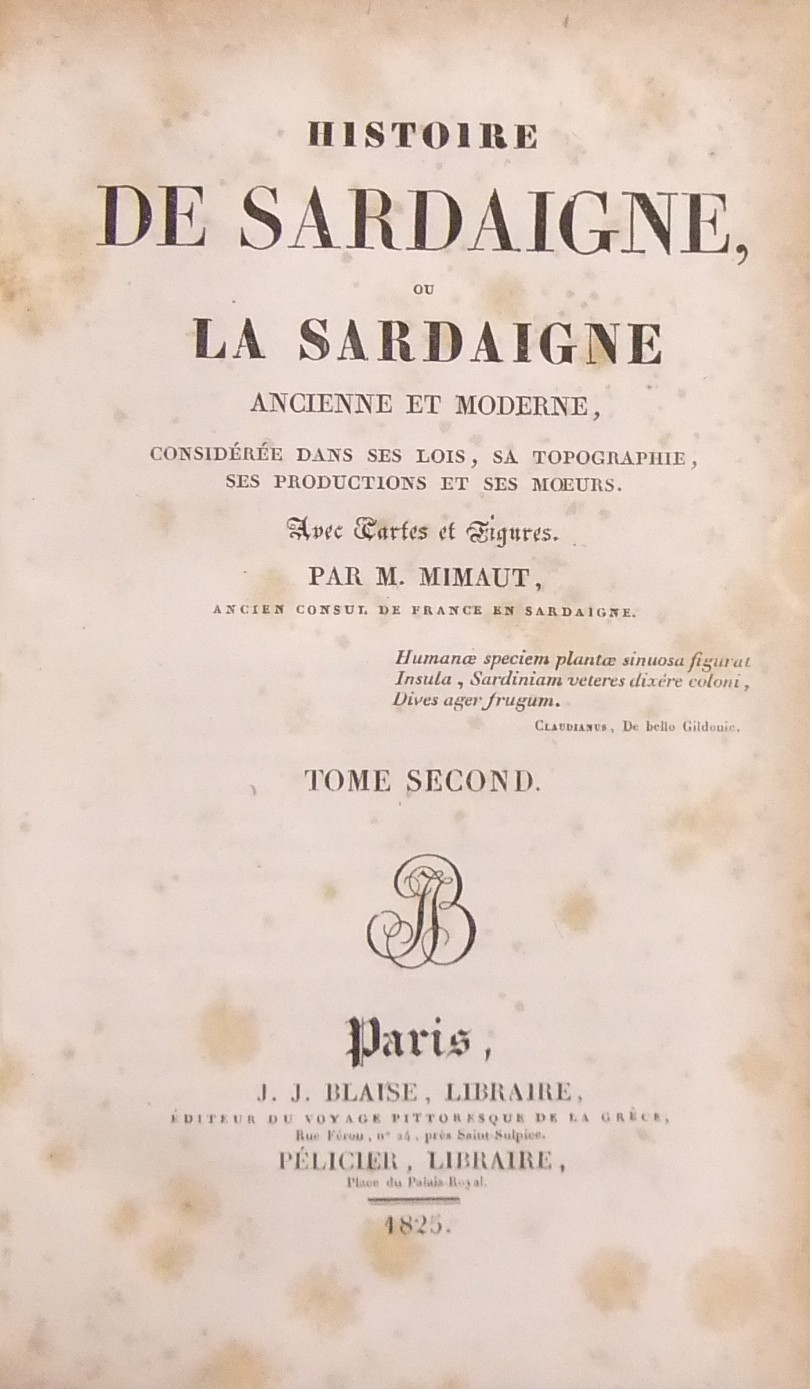 HISTOIRE
DE SARDAIGNE,
OU
LA SARDAIGNE
ANCIENNE ET MODERNE,
CONSIDÉRÉE DANS SES LOIS, SA TOPOGRAPHIE,
SES PRODUCTIONS ET SES MŒURS.
Avec Cartes et Figures.
PAR M. MIMAUT,
ANCIEN CONSUL DE FRANCE EN SARDAIGNE.
Humanæ speciem plantæ sinuosa figurat
Insula, Sardiniam veteres dixére coloni,
Dives ager frugum.
CLAUDIANUS, De bello Gildonic.
TOME SECOND.
JJB
Paris,
J. J. BLAISE, LIBRAIRE,
ÉDITEUR DU VOYAGE PITTORESQUE DE LA GRÈCE,
Rue Férou, n° 24, près Saint-Sulpice.
PÉLICIER, LIBRAIRE,
Place du Palais-Royal.
1825.